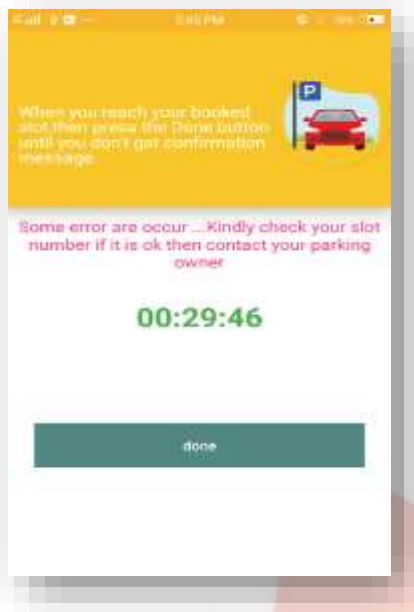 When you reach your booked
slot,then press the Done button
until you don't get confirmation
message.
P
Some error are occur ... Kindly check your slot
number if it is ok then contact your parking
owner
00:29:46
done